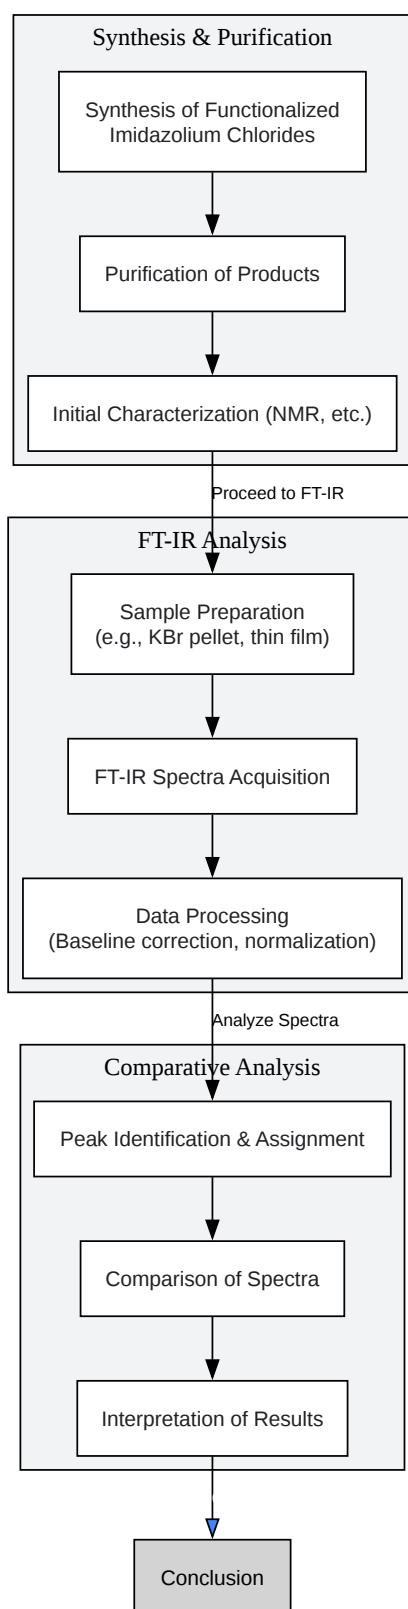 Synthesis & Purification
Synthesis of Functionalized
Imidazolium Chlorides
Purification of Products
Initial Characterization (NMR, etc.)
Proceed to FT-IR
FT-IR Analysis
Sample Preparation
(e.g., KBr pellet, thin film)
FT-IR Spectra Acquisition
Data Processing
(Baseline correction, normalization)
Analyze Spectra
Comparative Analysis
Peak Identification & Assignment
Comparison of Spectra
Interpretation of Results
Conclusion